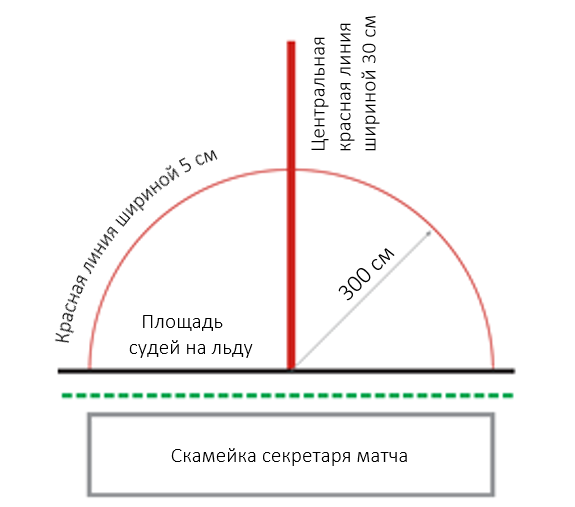 Центральная
красная линия
шириной 30 см
Красная линия шириной 5 см
300 см
Площадь
судей на льду
Скамейка секретаря матча